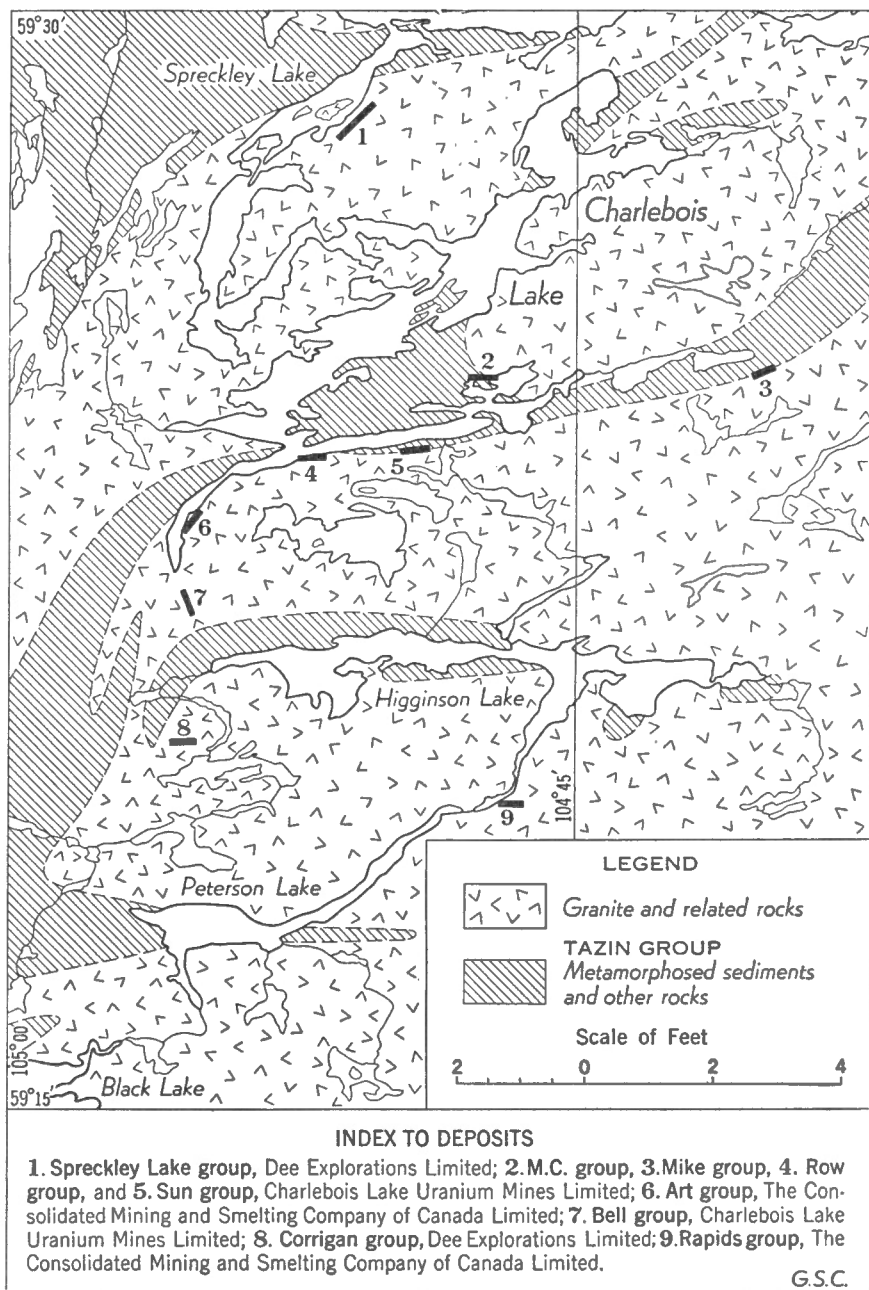 59°30′
Spreckley Lake
1
Charlebois
Lake
2
3
4
5
6
7
Higginson Lake
8
104°45′
9
Peterson Lake
105°00′
Black Lake
59°15′
LEGEND
Granite and related rocks
TAZIN GROUP
Metamorphosed sediments
and other rocks
Scale of Feet
2 0 2 4
INDEX TO DEPOSITS
1. Spreckley Lake group, Dee Explorations Limited; 2. M.C. group, 3. Mike group, 4. Row
group, and 5. Sun group, Charlebois Lake Uranium Mines Limited; 6. Art group, The Con-
solidated Mining and Smelting Company of Canada Limited; 7. Bell group, Charlebois Lake
Uranium Mines Limited; 8. Corrigan group, Dee Explorations Limited; 9. Rapids group, The
Consolidated Mining and Smelting Company of Canada Limited.
G.S.C.